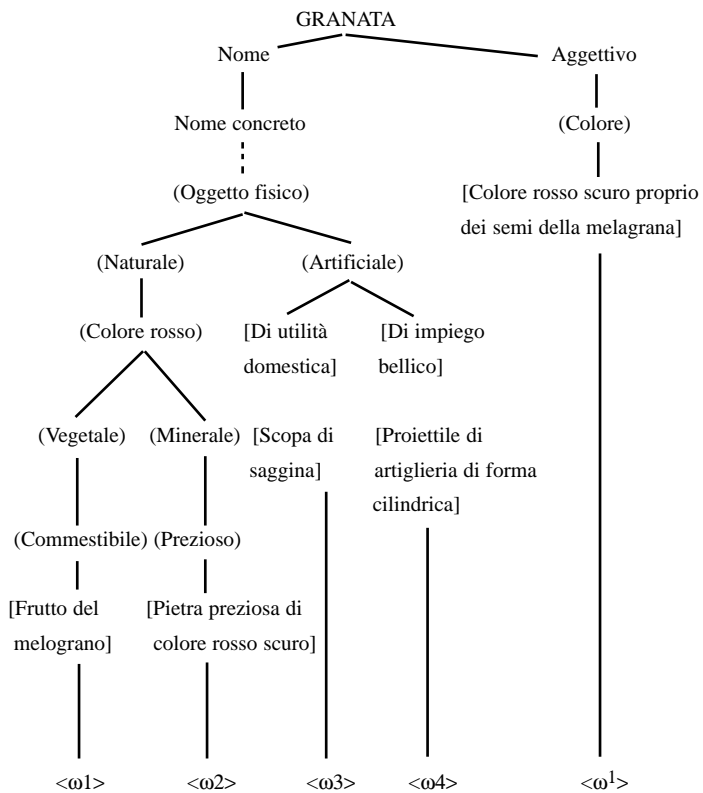 GRANATA
Nome Aggettivo
Nome concreto (Colore)
(Oggetto fisico) [Colore rosso scuro proprio
dei semi della melagrana]
(Naturale) (Artificiale)
(Colore rosso) [Di utilità [Di impiego
domestica] bellico]
(Vegetale) (Minerale) [Scopa di [Proiettile di
saggina] artiglieria di forma
cilindrica]
(Commestibile) (Prezioso)
[Frutto del [Pietra preziosa di
melograno] colore rosso scuro]
<ω1> <ω2> <ω3> <ω4> <ω¹>